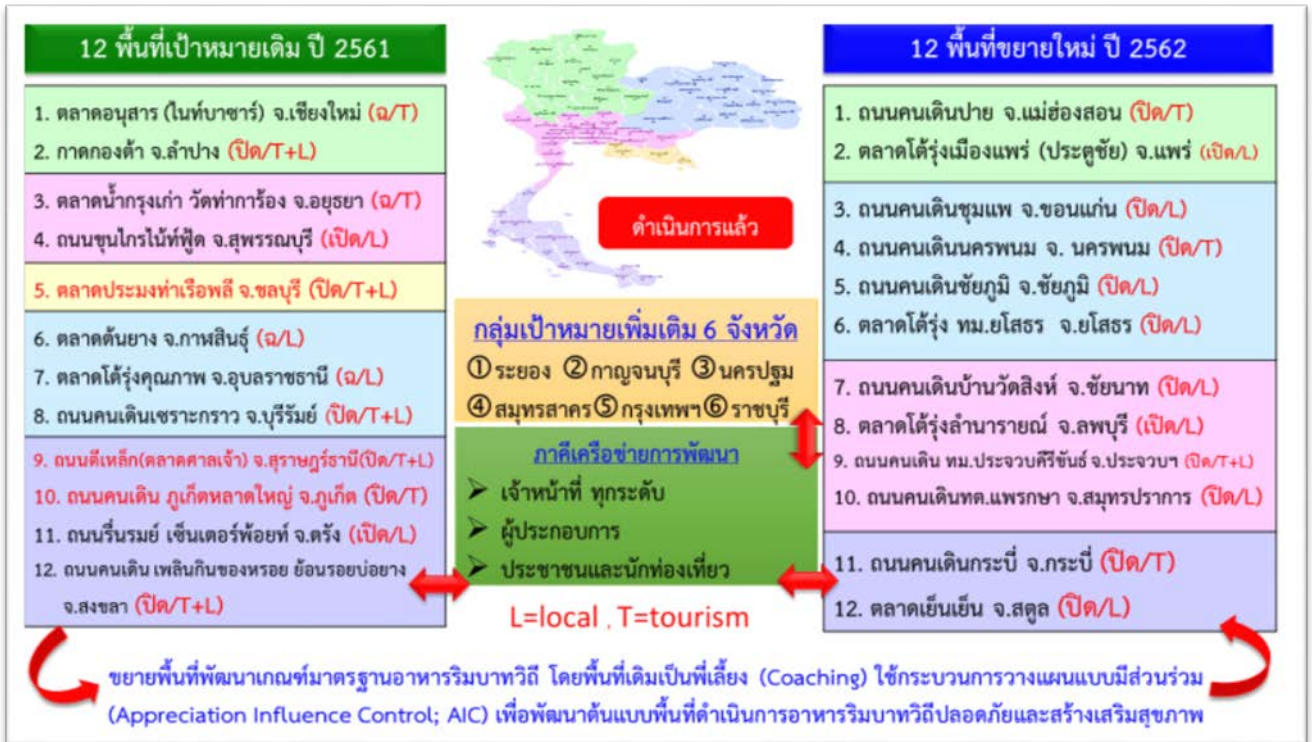 12 พื้นที่เป้าหมายเดิม ปี 2561
1. ตลาดอนุสาร (ไนท์บาซาร์) จ.เชียงใหม่ (ฉ/T)
2. กาดกองต้า จ.ลำปาง (ปิด/T+L)
3. ตลาดน้ำกรุงเก่า วัดท่าการ้อง จ.อยุธยา (ฉ/T)
4. ถนนขุนไกรไน้ท์ฟู้ด จ.สุพรรณบุรี (เปิด/L)
5. ตลาดประมงท่าเรือพลี จ.ชลบุรี (ปิด/T+L)
6. ตลาดต้นยาง จ.กาฬสินธุ์ (ฉ/L)
7. ตลาดโต้รุ่งคุณภาพ จ.อุบลราชธานี (ฉ/L)
8. ถนนคนเดินเซราะกราว จ.บุรีรัมย์ (ปิด/T+L)
9. ถนนตีเหล็ก(ตลาดศาลเจ้า) จ.สุราษฎร์ธานี(ปิด/T+L)
10. ถนนคนเดิน ภูเก็ตหลาดใหญ่ จ.ภูเก็ต (ปิด/T)
11. ถนนรื่นรมย์ เซ็นเตอร์พ้อยท์ จ.ตรัง (เปิด/L)
12. ถนนคนเดิน เพลินกินของหรอย ย้อนรอยบ่อยาง
จ.สงขลา (ปิด/T+L)
ดำเนินการแล้ว
กลุ่มเป้าหมายเพิ่มเติม 6 จังหวัด
①ระยอง ②กาญจนบุรี ③นครปฐม
④สมุทรสาคร⑤กรุงเทพฯ⑥ราชบุรี
ภาคีเครือข่ายการพัฒนา
➢ เจ้าหน้าที่ ทุกระดับ
➢ ผู้ประกอบการ
➢ ประชาชนและนักท่องเที่ยว
L=local , T=tourism
12 พื้นที่ขยายใหม่ ปี 2562
1. ถนนคนเดินปาย จ.แม่ฮ่องสอน (ปิด/T)
2. ตลาดโต้รุ่งเมืองแพร่ (ประตูชัย) จ.แพร่ (เปิด/L)
3. ถนนคนเดินชุมแพ จ.ขอนแก่น (ปิด/L)
4. ถนนคนเดินนครพนม จ. นครพนม (ปิด/T)
5. ถนนคนเดินชัยภูมิ จ.ชัยภูมิ (ปิด/L)
6. ตลาดโต้รุ่ง ทม.ยโสธร จ.ยโสธร (ปิด/L)
7. ถนนคนเดินบ้านวัดสิงห์ จ.ชัยนาท (ปิด/L)
8. ตลาดโต้รุ่งลำนารายณ์ จ.ลพบุรี (เปิด/L)
9. ถนนคนเดิน ทม.ประจวบคีรีขันธ์ จ.ประจวบฯ (ปิด/T+L)
10. ถนนคนเดินทต.แพรกษา จ.สมุทรปราการ (ปิด/L)
11. ถนนคนเดินกระบี่ จ.กระบี่ (ปิด/T)
12. ตลาดเย็นเย็น จ.สตูล (ปิด/L)
ขยายพื้นที่พัฒนาเกณฑ์มาตรฐานอาหารริมบาทวิถี โดยพื้นที่เดิมเป็นพี่เลี้ยง (Coaching) ใช้กระบวนการวางแผนแบบมีส่วนร่วม
(Appreciation Influence Control; AIC) เพื่อพัฒนาต้นแบบพื้นที่ดำเนินการอาหารริมบาทวิถีปลอดภัยและสร้างเสริมสุขภาพ